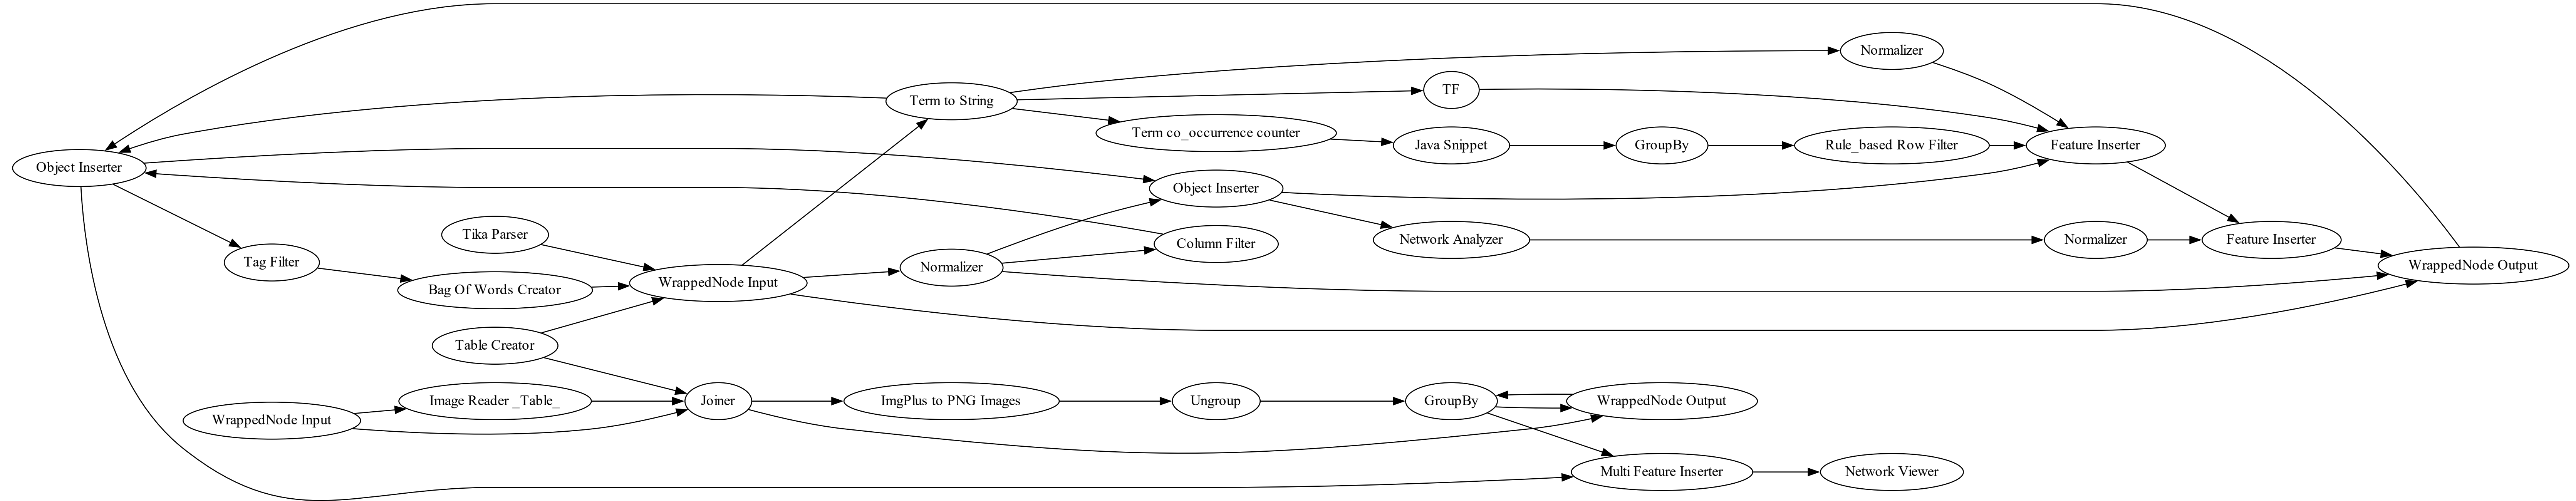 Normalizer
Term to String
TF
Term co_occurrence counter
Java Snippet
GroupBy
Rule_based Row Filter
Feature Inserter
Object Inserter
Object Inserter
Tika Parser
Column Filter
Network Analyzer
Normalizer
Feature Inserter
Tag Filter
Normalizer
WrappedNode Output
Bag Of Words Creator
WrappedNode Input
Table Creator
Image Reader _Table_
Joiner
ImgPlus to PNG Images
Ungroup
GroupBy
WrappedNode Output
WrappedNode Input
Multi Feature Inserter
Network Viewer